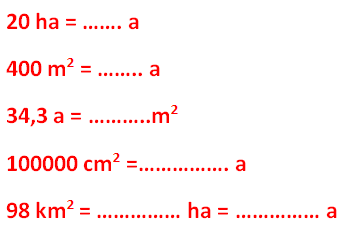 20 ha = ……. a
400 m² = …….. a
34,3 a = ………..m²
100000 cm² =……………. a
98 km² = …………… ha = …………… a